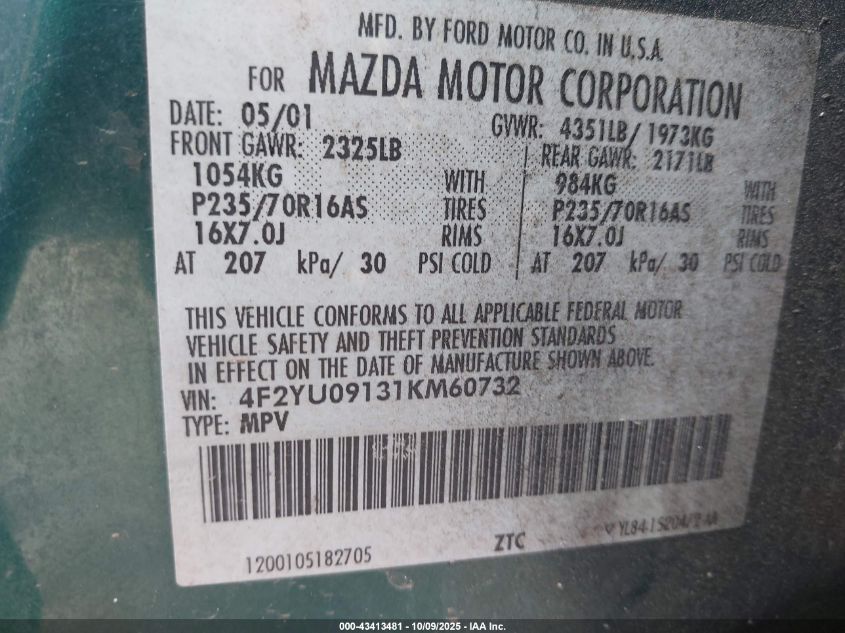 MFD. BY FORD MOTOR CO. IN U.S.A.
FOR MAZDA MOTOR CORPORATION
DATE: 05/01 GVWR: 4351LB/ 1973KG
FRONT GAWR: 2325LB REAR GAWR: 2171LB
1054KG WITH 984KG WITH
P235/70R16AS TIRES P235/70R16AS TIRES
16X7.0J RIMS 16X7.0J RIMS
AT 207 kPa/ 30 PSI COLD AT 207 kPa/ 30 PSI COLD
THIS VEHICLE CONFORMS TO ALL APPLICABLE FEDERAL MOTOR
VEHICLE SAFETY AND THEFT PREVENTION STANDARDS
IN EFFECT ON THE DATE OF MANUFACTURE SHOWN ABOVE.
VIN: 4F2YU09131KM60732
TYPE: MPV
1200105182705 ZTC
000-43413481 - 10/09/2025 - IAA Inc.